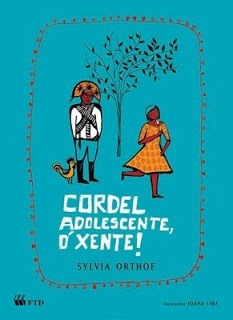 CORDEL
ADOLESCENTE,
Ó XENTE!
SYLVIA ORTHOF
FTD
ilustrações JOANA LIRA